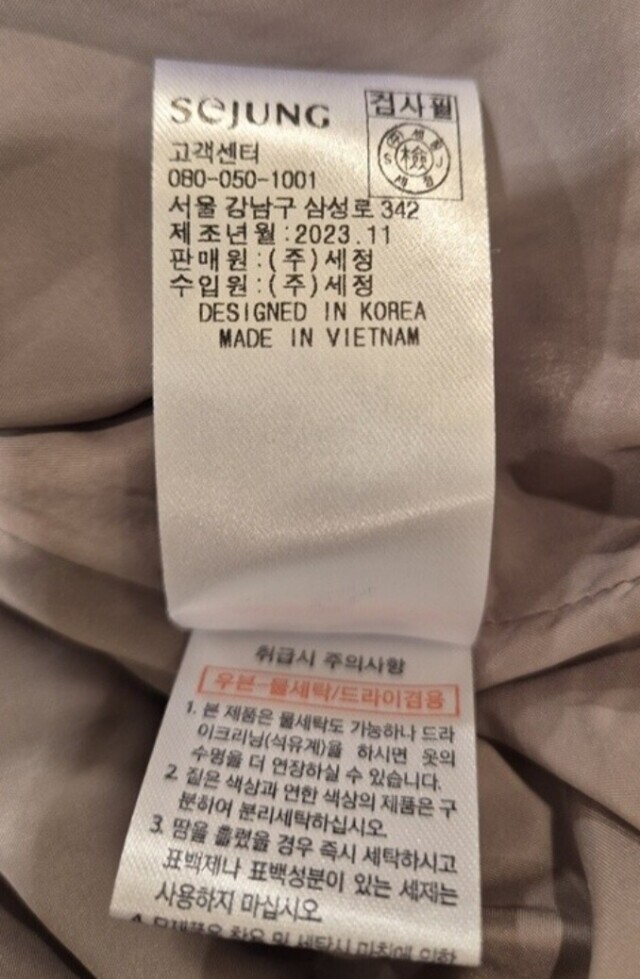 SOJUNG
검사필
㈜세정
S 檢 J
세정
고객센터
080-050-1001
서울 강남구 삼성로 342
제조년월:2023.11
판매원:(주)세정
수입원:(주)세정
DESIGNED IN KOREA
MADE IN VIETNAM
취급시 주의사항
우븐-물세탁/드라이겸용
1. 본 제품은 물세탁도 가능하나 드라
이크리닝(석유계)을 하시면 옷의
수명을 더 연장하실 수 있습니다.
2. 짙은 색상과 연한 색상의 제품은 구
분하여 분리세탁하십시오.
3. 땀을 흘렸을 경우 즉시 세탁하시고
표백제나 표백성분이 있는 세제는
사용하지 마십시오.